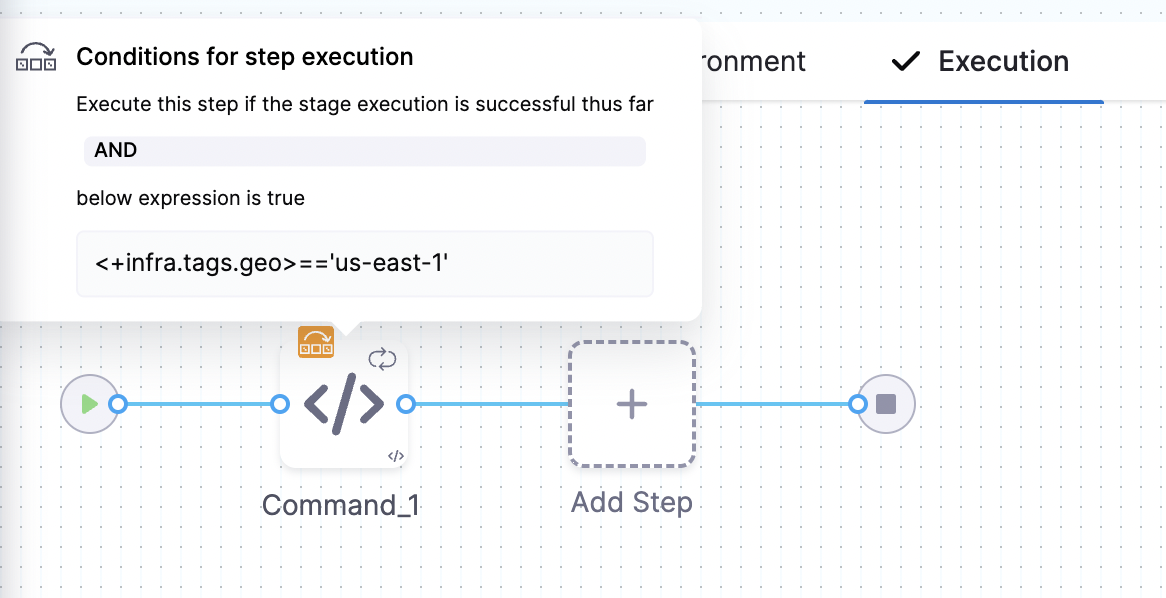 Conditions for step execution
Execute this step if the stage execution is successful thus far
AND
below expression is true
<+infra.tags.geo>=='us-east-1'
ronment
Execution
</>
</>
Command_1
+
Add Step